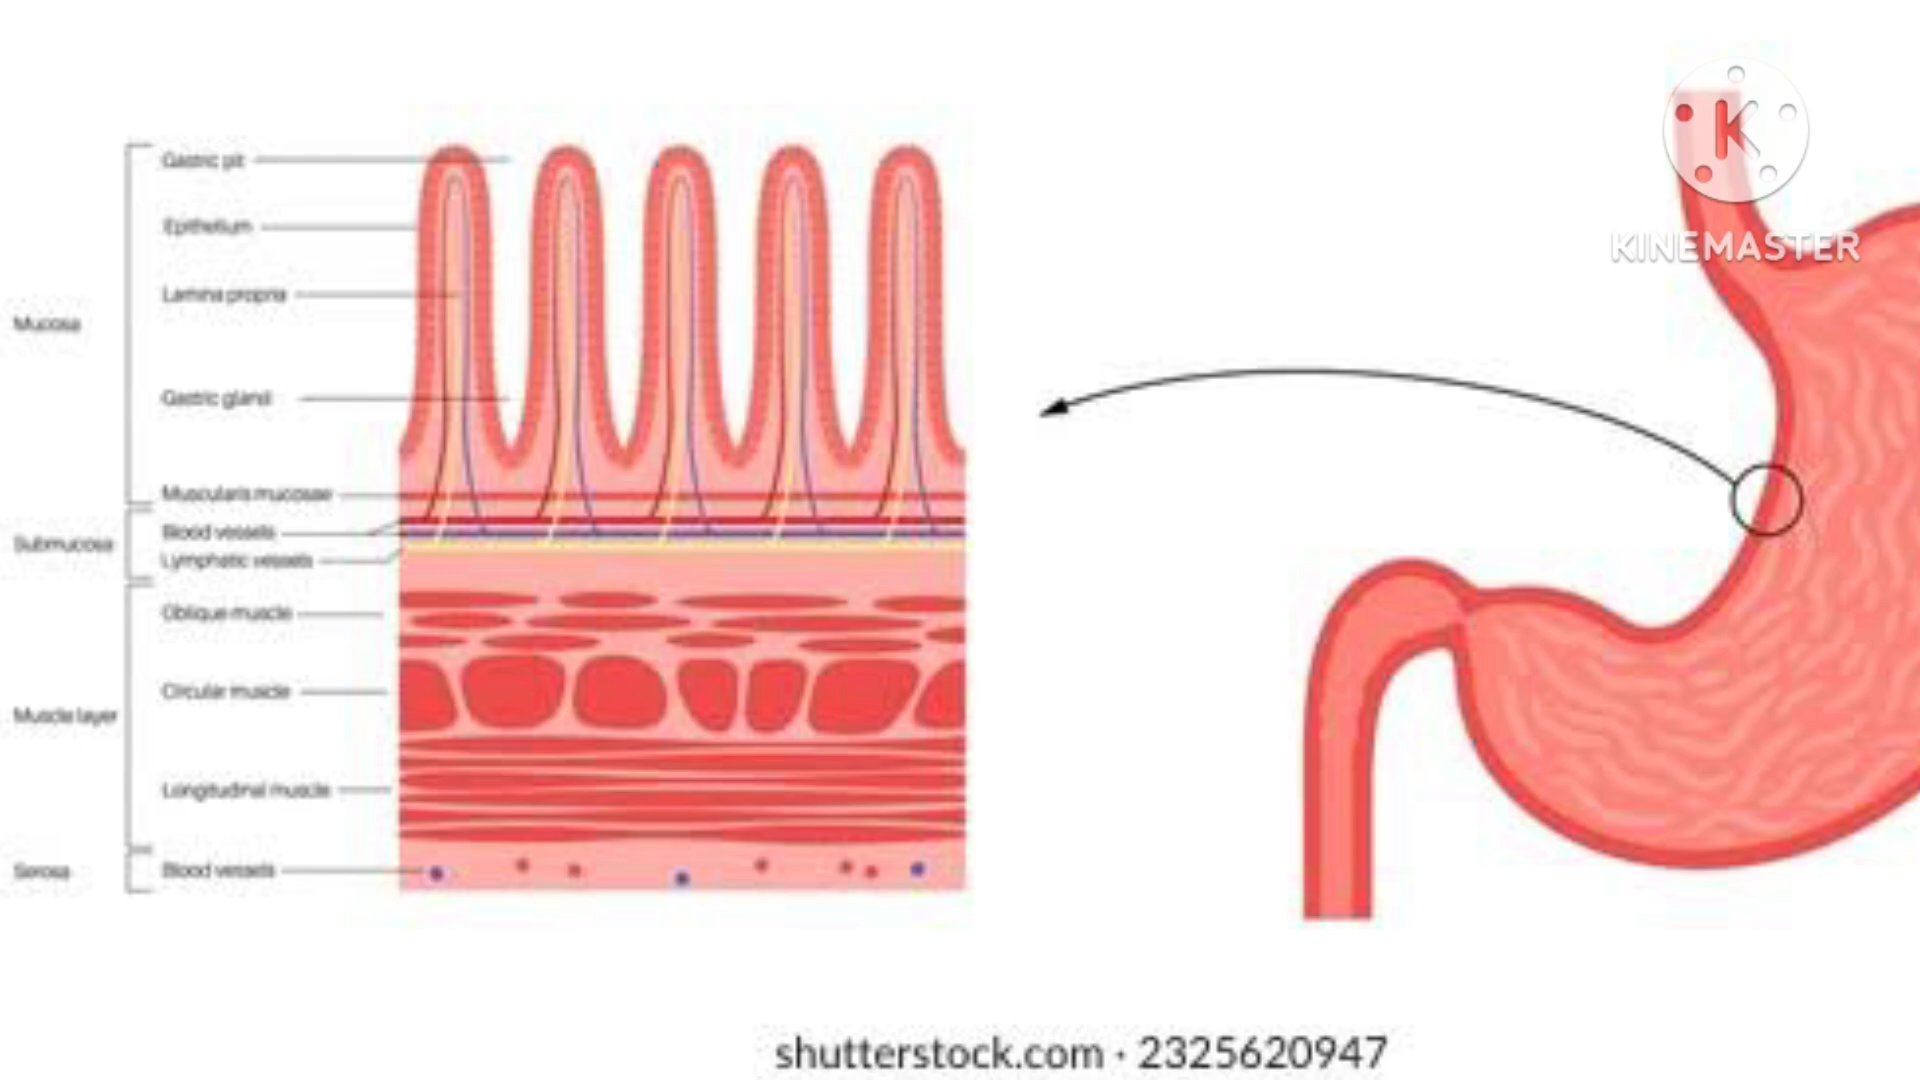 Gastric pit
Epithelium
Lamina propria
Mucosa
Gastric gland
Muscularis mucosae
Blood vessels
Submucosa
Lymphatic vessels
Oblique muscle
Circular muscle
Muscle layer
Longitudinal muscle
Serosa
Blood vessels
K
KINEMASTER
shutterstock.com · 2325620947